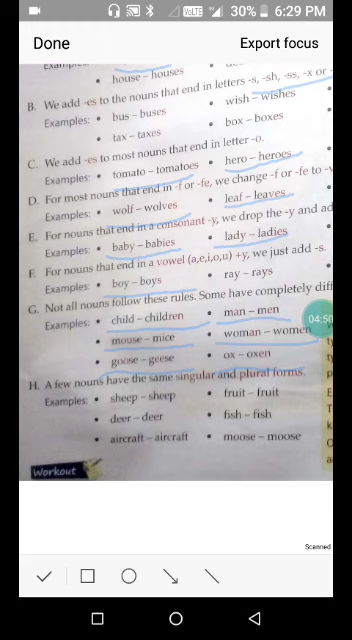 VoLTE 4G 30% 6:29 PM
Done Export focus
house – houses
B. We add -es to the nouns that end in letters -s, -sh, -ss, -x or -
Examples: • bus – buses • wish – wishes
• tax – taxes • box – boxes
C. We add -es to most nouns that end in letter -o.
Examples: • tomato – tomatoes • hero – heroes
D. For most nouns that end in -f or -fe, we change -f or -fe to -v
Examples: • wolf – wolves • leaf – leaves
E. For nouns that end in a consonant -y, we drop the -y and ad
Examples: • baby – babies • lady – ladies
F. For nouns that end in a vowel (a,e,i,o,u) +y, we just add -s.
Examples: • boy – boys • ray – rays
G. Not all nouns follow these rules. Some have completely diff
Examples: • child – children • man – men
04:50
• mouse – mice • woman – women
• goose – geese • ox – oxen
H. A few nouns have the same singular and plural forms.
Examples: • sheep – sheep • fruit – fruit
• deer – deer • fish – fish
• aircraft – aircraft • moose – moose
Workout
Scanned